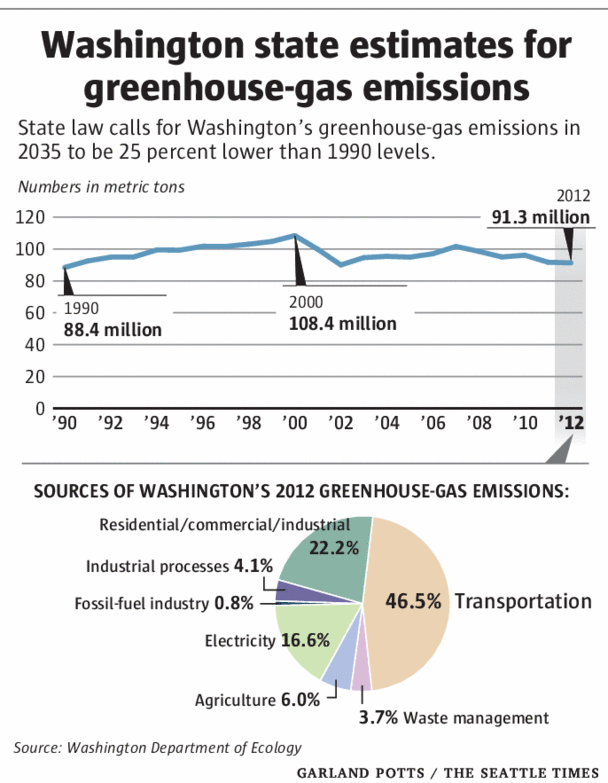 Washington state estimates for
greenhouse-gas emissions
State law calls for Washington’s greenhouse-gas emissions in
2035 to be 25 percent lower than 1990 levels.
Numbers in metric tons
2012
91.3 million
120
100
80
60
40
20
0
1990
88.4 million
2000
108.4 million
’90 ’92 ’94 ’96 ’98 ’00 ’02 ’04 ’06 ’08 ’10 ’12
SOURCES OF WASHINGTON’S 2012 GREENHOUSE-GAS EMISSIONS:
Residential/commercial/industrial
22.2%
Industrial processes 4.1%
Fossil-fuel industry 0.8%
46.5% Transportation
Electricity 16.6%
Agriculture 6.0%
3.7% Waste management
Source: Washington Department of Ecology
GARLAND POTTS / THE SEATTLE TIMES